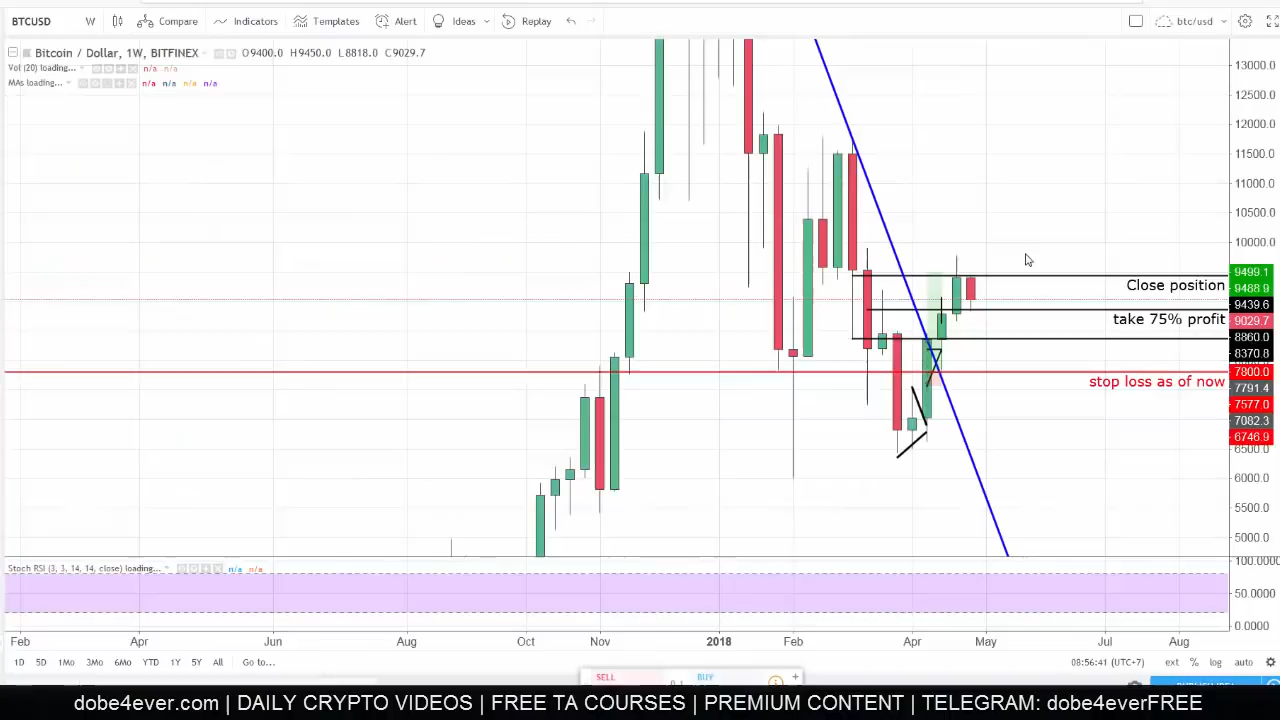 BTCUSD W Compare Indicators Templates Alert Ideas Replay btc/usd
Bitcoin / Dollar, 1W, BITFINEX O9400.0 H9450.0 L8818.0 C9029.7
Vol (20) loading... n/a n/a
MAs loading... n/a n/a n/a n/a
13000.0
12500.0
12000.0
11500.0
11000.0
10500.0
10000.0
9499.1
Close position
9488.9
9439.6
take 75% profit
9029.7
8860.0
8370.8
7800.0
stop loss as of now
7791.4
7577.0
7082.3
6746.9
6500.0
6000.0
5500.0
5000.0
Stoch RSI (3, 3, 14, 14, close) loading... n/a n/a
100.0000
50.0000
0.0000
Feb Apr Jun Aug Oct Nov 2018 Feb Apr May Jul Aug
1D 5D 1Mo 3Mo 6Mo YTD 1Y 5Y All Go to... 08:56:41 (UTC+7) ext % log auto
SELL 0.1 BUY
dobe4ever.com | DAILY CRYPTO VIDEOS | FREE TA COURSES | PREMIUM CONTENT | TELEGRAM: dobe4everFREE